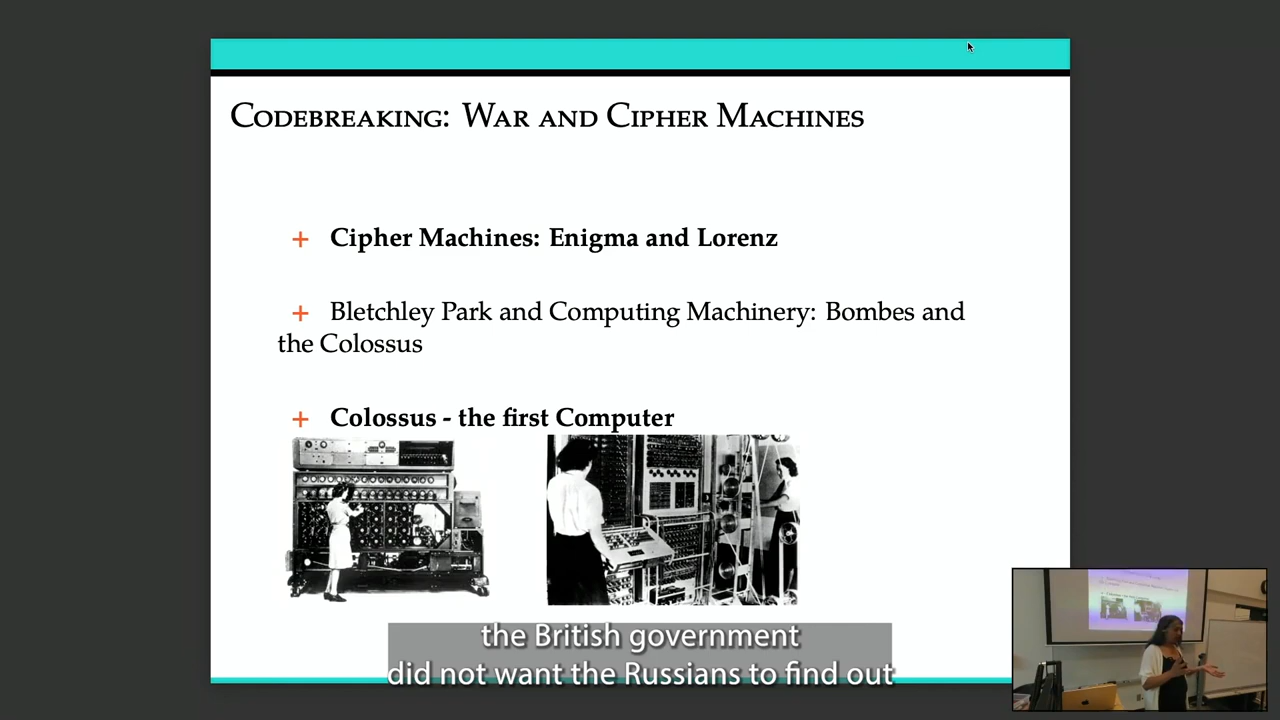 Codebreaking: War and Cipher Machines
+ Cipher Machines: Enigma and Lorenz
+ Bletchley Park and Computing Machinery: Bombes and
the Colossus
+ Colossus - the first Computer
the British government
did not want the Russians to find out